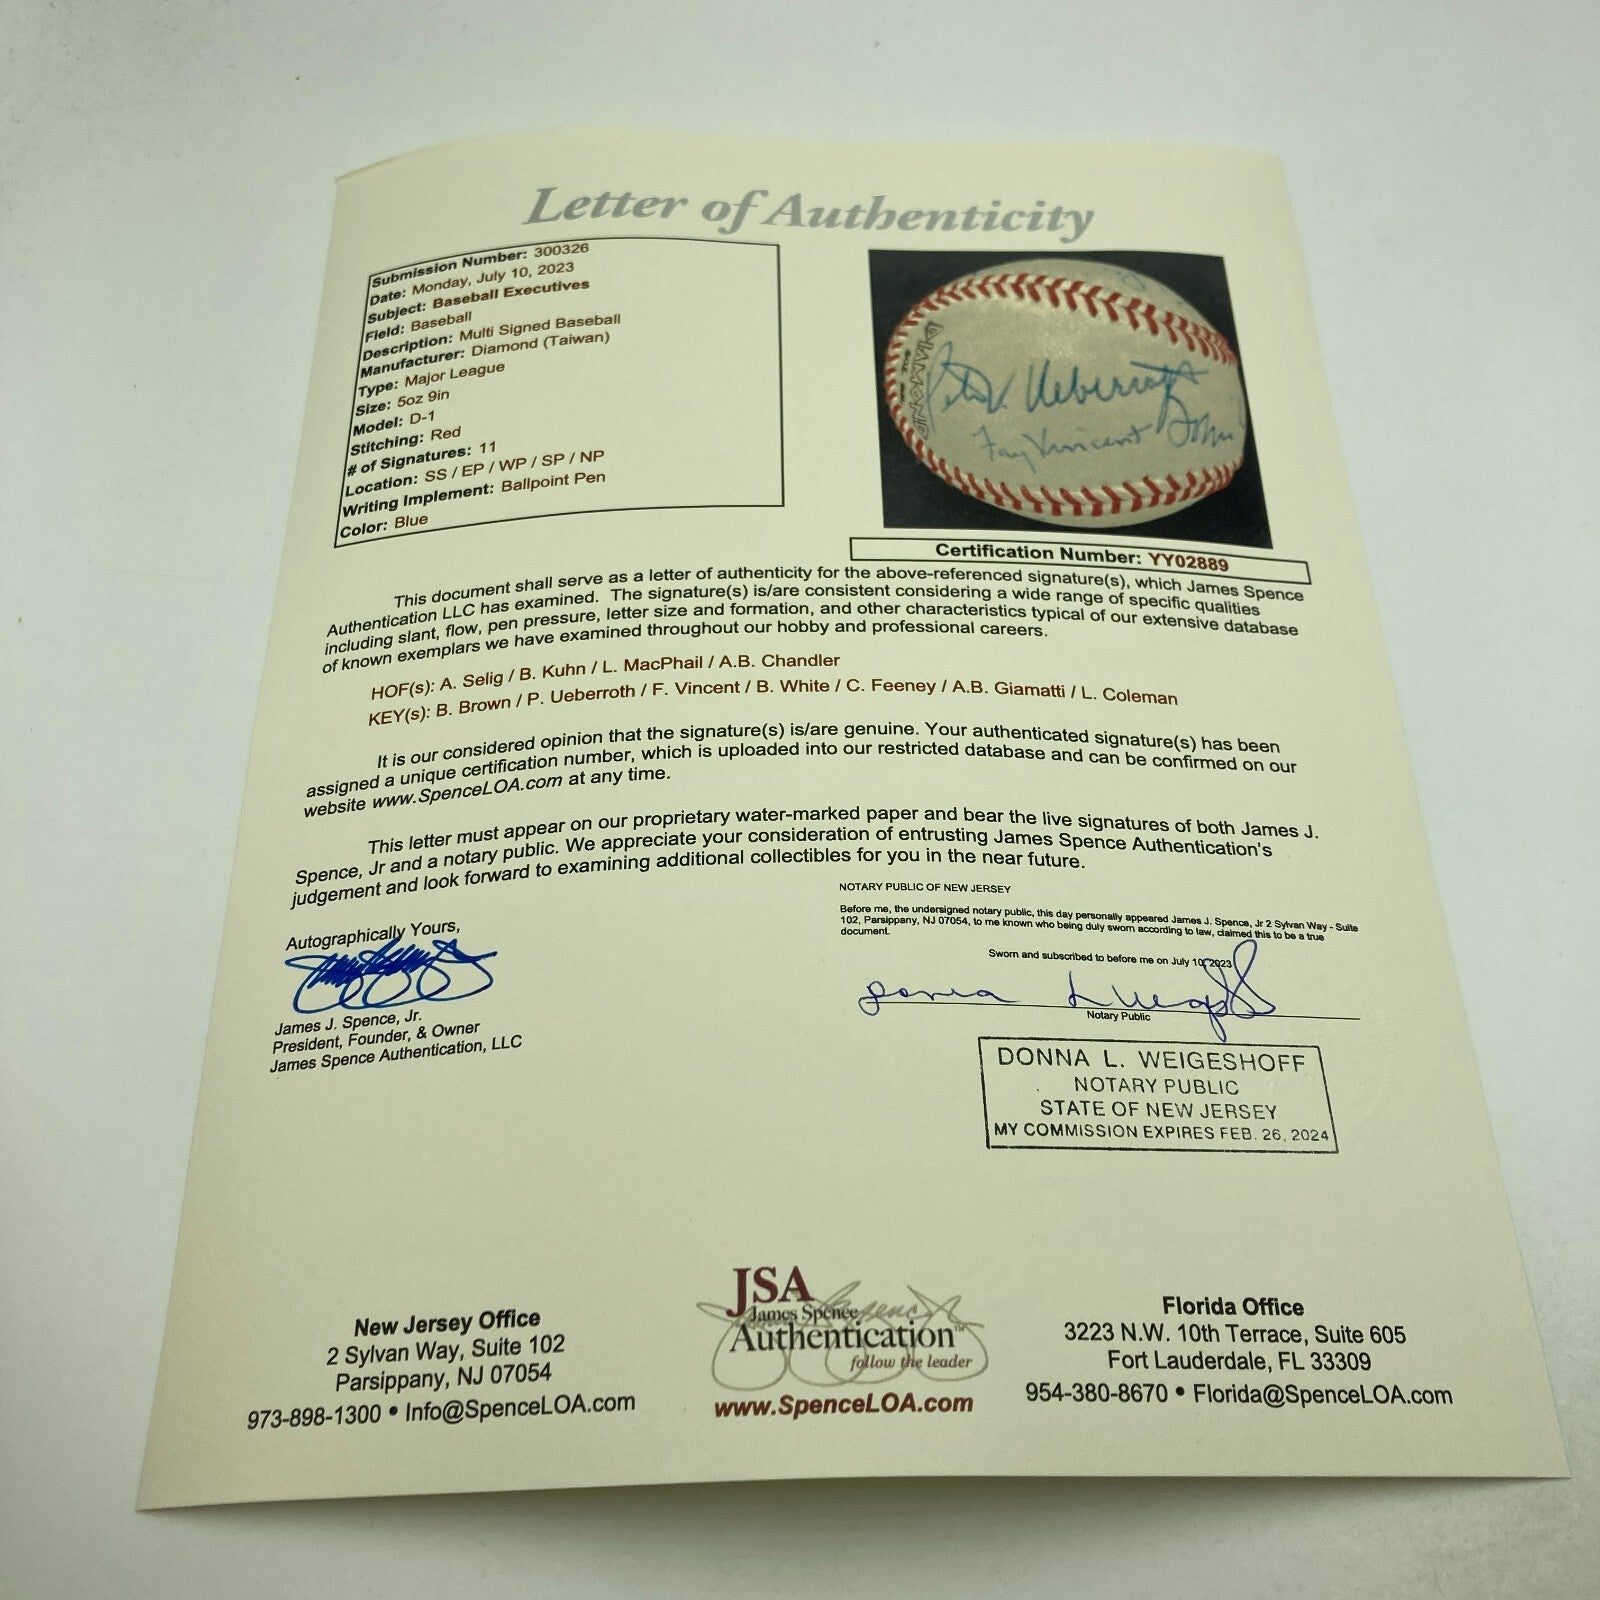 Letter of Authenticity
Submission Number: 300326
Date: Monday, July 10, 2023
Subject: Baseball Executives
Field: Baseball
Description: Multi Signed Baseball
Manufacturer: Diamond (Taiwan)
Type: Major League
Size: 5oz 9in
Model: D-1
Stitching: Red
# of Signatures: 11
Location: SS / EP / WP / SP / NP
Writing Implement: Ballpoint Pen
Color: Blue
DIAMOND
Peter V. Ueberroth
Fay Vincent
Certification Number: YY02889
This document shall serve as a letter of authenticity for the above-referenced signature(s), which James Spence
Authentication LLC has examined. The signature(s) is/are consistent considering a wide range of specific qualities
including slant, flow, pen pressure, letter size and formation, and other characteristics typical of our extensive database
of known exemplars we have examined throughout our hobby and professional careers.
HOF(s): A. Selig / B. Kuhn / L. MacPhail / A.B. Chandler
KEY(s): B. Brown / P. Ueberroth / F. Vincent / B. White / C. Feeney / A.B. Giamatti / L. Coleman
It is our considered opinion that the signature(s) is/are genuine. Your authenticated signature(s) has been
assigned a unique certification number, which is uploaded into our restricted database and can be confirmed on our
website www.SpenceLOA.com at any time.
This letter must appear on our proprietary water-marked paper and bear the live signatures of both James J.
Spence, Jr and a notary public. We appreciate your consideration of entrusting James Spence Authentication's
judgement and look forward to examining additional collectibles for you in the near future.
NOTARY PUBLIC OF NEW JERSEY
Before me, the undersigned notary public, this day personally appeared James J. Spence, Jr 2 Sylvan Way - Suite
102, Parsippany, NJ 07054, to me known who being duly sworn according to law, claimed this to be a true
document.
Sworn and subscribed to before me on July 10, 2023
Notary Public
Autographically Yours,
James J. Spence, Jr.
President, Founder, & Owner
James Spence Authentication, LLC
DONNA L. WEIGESHOFF
NOTARY PUBLIC
STATE OF NEW JERSEY
MY COMMISSION EXPIRES FEB. 26, 2024
New Jersey Office
2 Sylvan Way, Suite 102
Parsippany, NJ 07054
973-898-1300 • Info@SpenceLOA.com
JSA
James Spence
Authentication™
follow the leader
www.SpenceLOA.com
Florida Office
3223 N.W. 10th Terrace, Suite 605
Fort Lauderdale, FL 33309
954-380-8670 • Florida@SpenceLOA.com